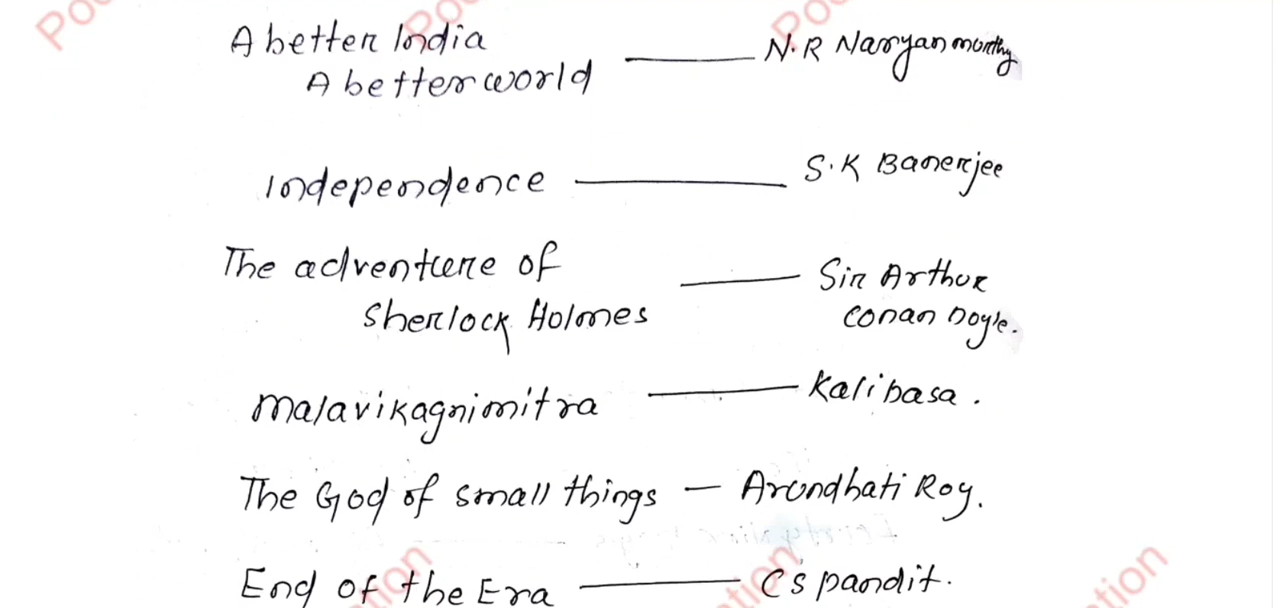 A better India
A better world — N.R Narryan murthy
Independence — S.K Banerjee
The adventure of
Sherlock Holmes — Sir Arthur
Conan Doyle.
Malavikagnimitra — Kalidasa.
The God of small things — Arundhati Roy.
End of the Era — Cs pandit.